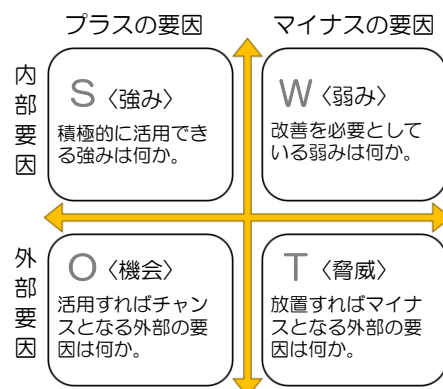 プラスの要因
マイナスの要因
内部要因
S 〈強み〉
積極的に活用でき
る強みは何か。
W 〈弱み〉
改善を必要として
いる弱みは何か。
外部要因
O 〈機会〉
活用すればチャン
スとなる外部の要
因は何か。
T 〈脅威〉
放置すればマイナ
スとなる外部の要
因は何か。